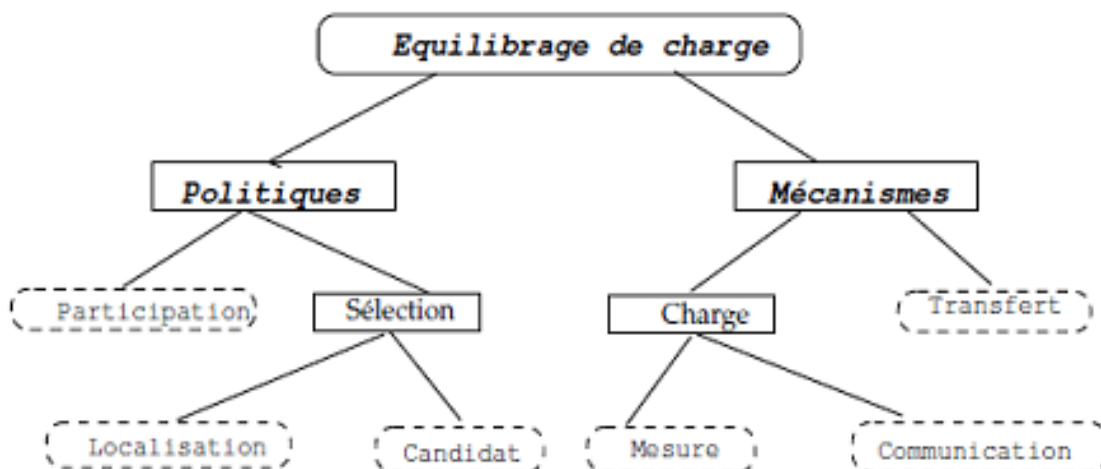 Equilibrage de charge
Politiques
Mécanismes
Participation
Sélection
Charge
Transfert
Localisation
Candidat
Mesure
Communication